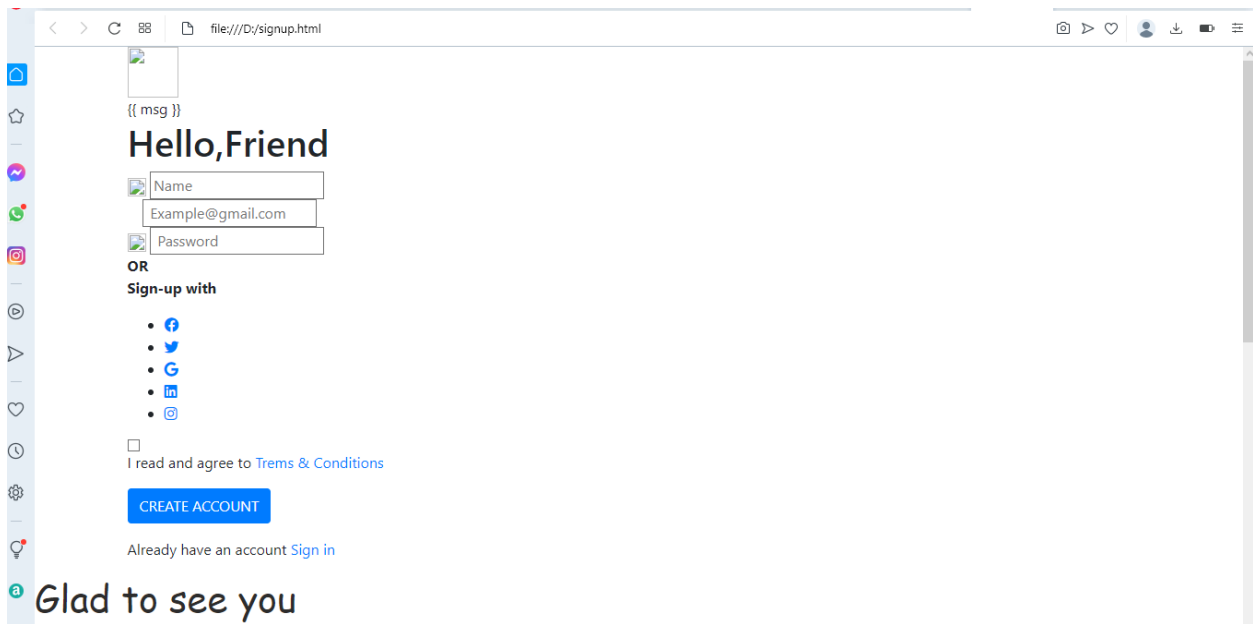 file:///D:/signup.html
{{ msg }}
Hello,Friend
Name
Example@gmail.com
Password
OR
Sign-up with
I read and agree to Trems & Conditions
CREATE ACCOUNT
Already have an account Sign in
Glad to see you